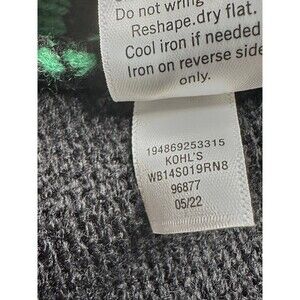 Do not wring
Reshape.dry flat.
Cool iron if needed
Iron on reverse side
only.
194869253315
KOHL'S
WB14S019RN8
96877
05/22